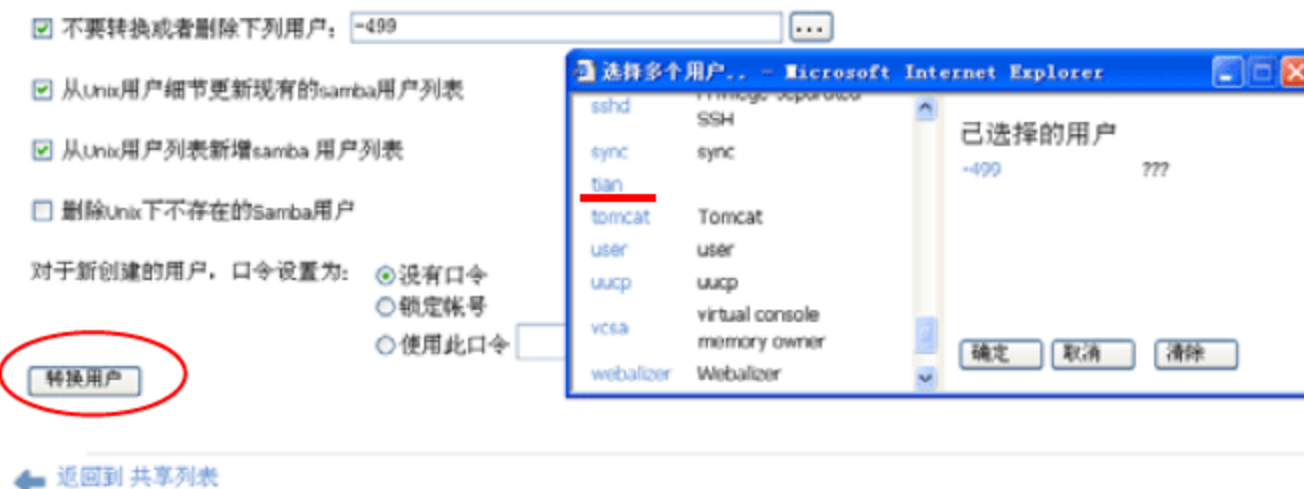 不要转换或者删除下列用户： -499 ...
从Unix用户细节更新现有的samba用户列表
从Unix用户列表新增samba 用户列表
删除Unix下不存在的Samba用户
对于新创建的用户，口令设置为:
没有口令
锁定帐号
使用此口令
转换用户
返回到 共享列表
选择多个用户.. - Microsoft Internet Explorer
sshd Privilege-separated
SSH
sync sync
tian
tomcat Tomcat
user user
uucp uucp
vcsa virtual console
memory owner
webalizer Webalizer
已选择的用户
-499 ???
确定 取消 清除